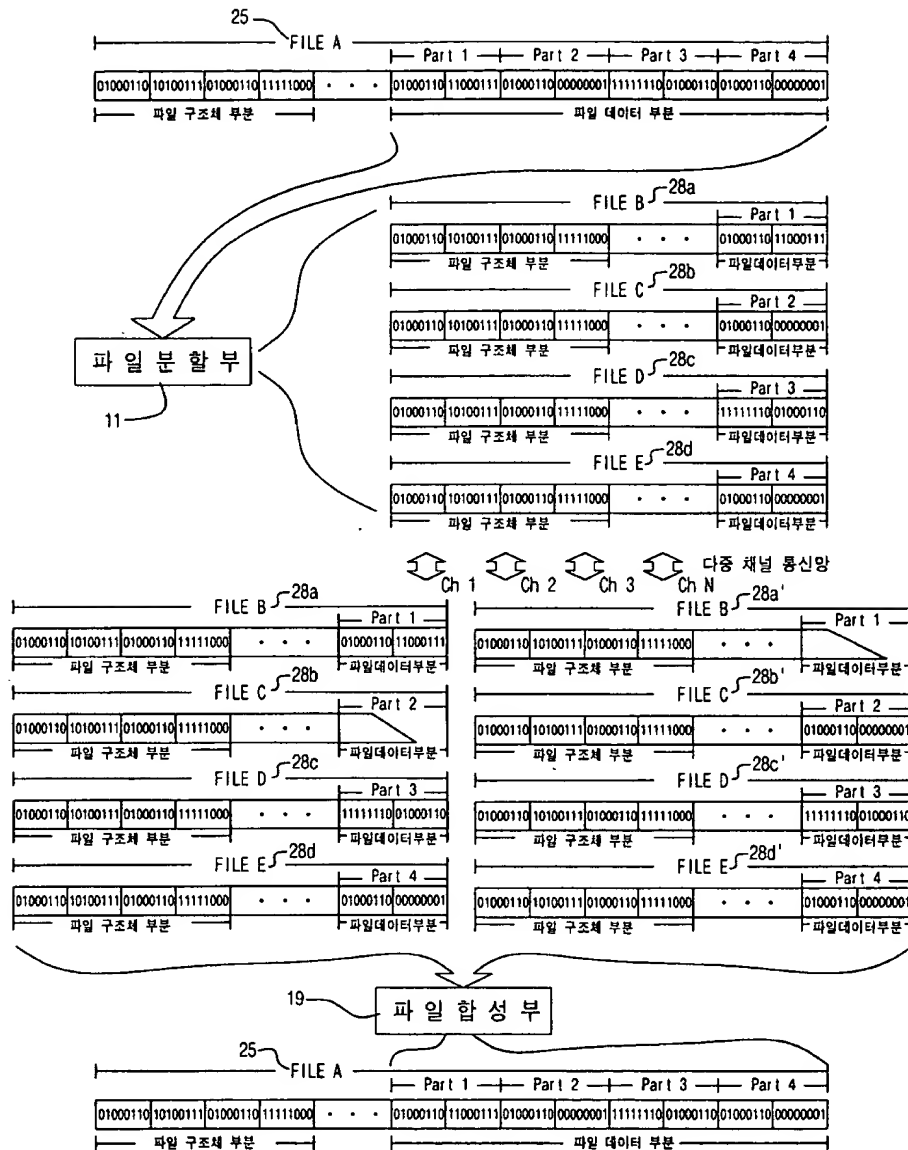 25
FILE A
Part 1 Part 2 Part 3 Part 4
01000110 10100111 01000110 11111000 · · · 01000110 11000111 01000110 00000001 11111110 01000110 01000110 00000001
파일 구조체 부분 파일 데이터 부분
FILE B 28a
Part 1
01000110 10100111 01000110 11111000 · · · 01000110 11000111
파일 구조체 부분 파일데이터부분
FILE C 28b
Part 2
01000110 10100111 01000110 11111000 · · · 01000110 00000001
파일 구조체 부분 파일데이터부분
파 일 분 할 부
11
FILE D 28c
Part 3
01000110 10100111 01000110 11111000 · · · 11111110 01000110
파일 구조체 부분 파일데이터부분
FILE E 28d
Part 4
01000110 10100111 01000110 11111000 · · · 01000110 00000001
파일 구조체 부분 파일데이터부분
Ch 1 Ch 2 Ch 3 Ch N 다중 채널 통신망
FILE B 28a
Part 1
01000110 10100111 01000110 11111000 · · · 01000110 11000111
파일 구조체 부분 파일데이터부분
FILE C 28b
Part 2
01000110 10100111 01000110 11111000 · · ·
파일 구조체 부분 파일데이터부분
FILE D 28c
Part 3
01000110 10100111 01000110 11111000 · · · 11111110 01000110
파일 구조체 부분 파일데이터부분
FILE E 28d
Part 4
01000110 10100111 01000110 11111000 · · · 01000110 00000001
파일 구조체 부분 파일데이터부분
FILE B 28a'
Part 1
01000110 10100111 01000110 11111000 · · ·
파일 구조체 부분 파일데이터부분
FILE C 28b'
Part 2
01000110 10100111 01000110 11111000 · · · 01000110 00000001
파일 구조체 부분 파일데이터부분
FILE D 28c'
Part 3
01000110 10100111 01000110 11111000 · · · 11111110 01000110
파일 구조체 부분 파일데이터부분
FILE E 28d'
Part 4
01000110 10100111 01000110 11111000 · · · 01000110 00000001
파일 구조체 부분 파일데이터부분
19
파 일 합 성 부
25
FILE A
Part 1 Part 2 Part 3 Part 4
01000110 10100111 01000110 11111000 · · · 01000110 11000111 01000110 00000001 11111110 01000110 01000110 00000001
파일 구조체 부분 파일 데이터 부분